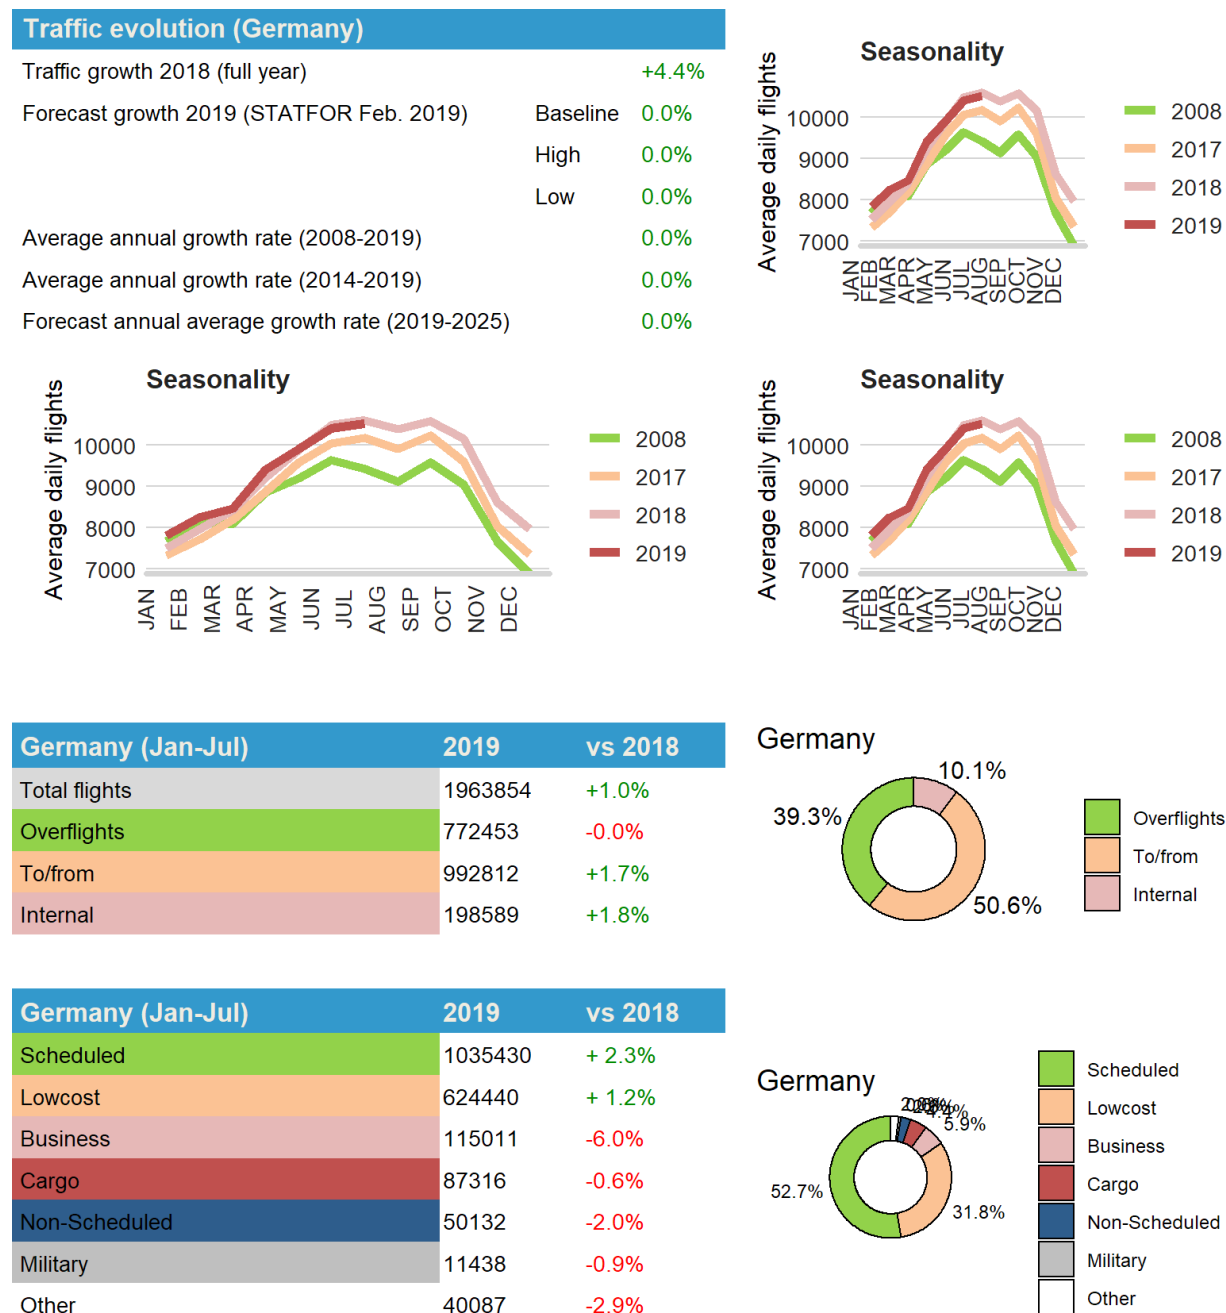 Traffic evolution (Germany)
Traffic growth 2018 (full year) +4.4%
Forecast growth 2019 (STATFOR Feb. 2019) Baseline 0.0%
High 0.0%
Low 0.0%
Average annual growth rate (2008-2019) 0.0%
Average annual growth rate (2014-2019) 0.0%
Forecast annual average growth rate (2019-2025) 0.0%
Seasonality
Average daily flights
10000
9000
8000
7000
JAN FEB MAR APR MAY JUN JUL AUG SEP OCT NOV DEC
2008
2017
2018
2019
Seasonality
Average daily flights
10000
9000
8000
7000
JAN FEB MAR APR MAY JUN JUL AUG SEP OCT NOV DEC
2008
2017
2018
2019
Seasonality
Average daily flights
10000
9000
8000
7000
JAN FEB MAR APR MAY JUN JUL AUG SEP OCT NOV DEC
2008
2017
2018
2019
Germany (Jan-Jul) 2019 vs 2018
Total flights 1963854 +1.0%
Overflights 772453 -0.0%
To/from 992812 +1.7%
Internal 198589 +1.8%
Germany
10.1%
39.3%
50.6%
Overflights
To/from
Internal
Germany (Jan-Jul) 2019 vs 2018
Scheduled 1035430 + 2.3%
Lowcost 624440 + 1.2%
Business 115011 -6.0%
Cargo 87316 -0.6%
Non-Scheduled 50132 -2.0%
Military 11438 -0.9%
Other 40087 -2.9%
Germany
5.9%
52.7%
31.8%
Scheduled
Lowcost
Business
Cargo
Non-Scheduled
Military
Other